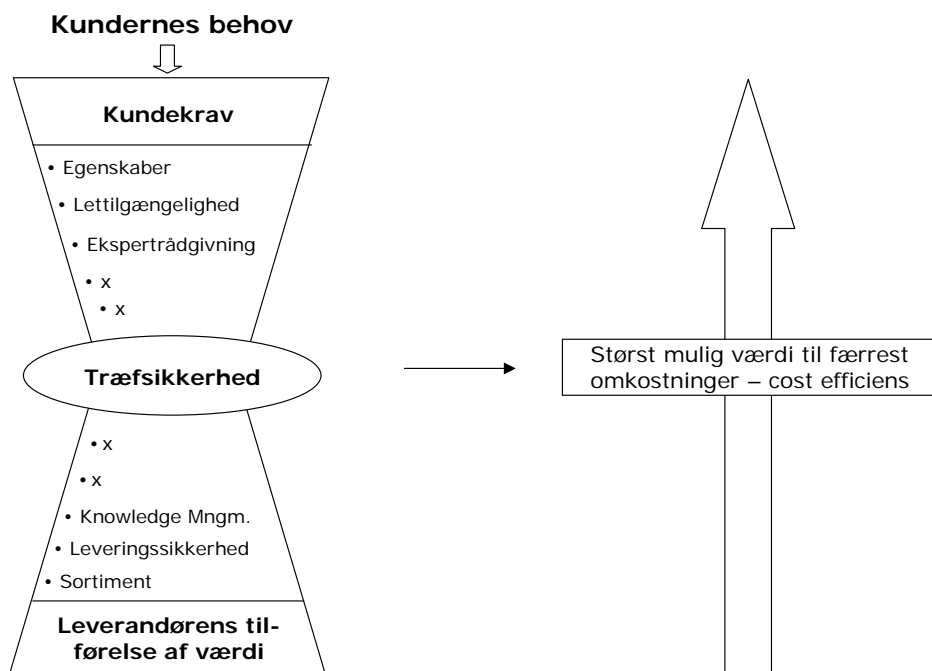 Kundernes behov
Kundekrav
• Egenskaber
• Lettilgængelighed
• Ekspertrådgivning
• x
• x
Træfsikkerhed
• x
• x
• Knowledge Mngm.
• Leveringssikkerhed
• Sortiment
Leverandørens til-
førelse af værdi
Størst mulig værdi til færrest
omkostninger – cost efficiens